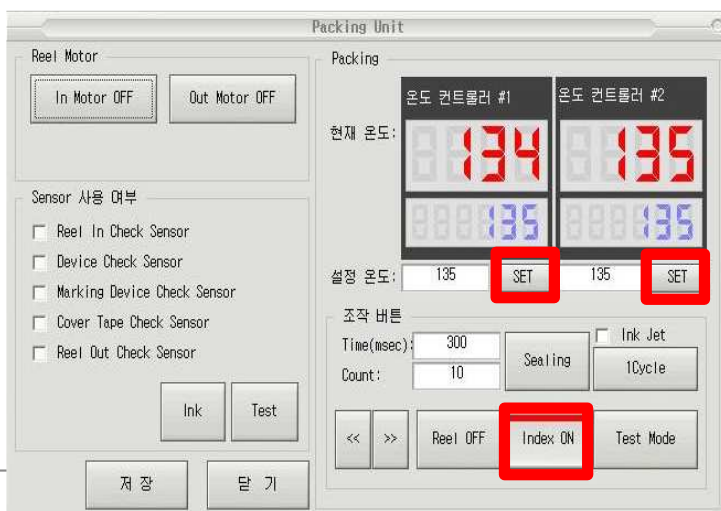 Packing Unit
Reel Motor
In Motor OFF
Out Motor OFF
Sensor 사용 여부
Reel In Check Sensor
Device Check Sensor
Marking Device Check Sensor
Cover Tape Check Sensor
Reel Out Check Sensor
Ink
Test
저 장
닫 기
Packing
온도 컨트롤러 #1
온도 컨트롤러 #2
현재 온도:
134
135
135
135
설정 온도:
135
SET
135
SET
조작 버튼
Time(msec):
300
Count:
10
Sealing
Ink Jet
1Cycle
<<
>>
Reel OFF
Index ON
Test Mode